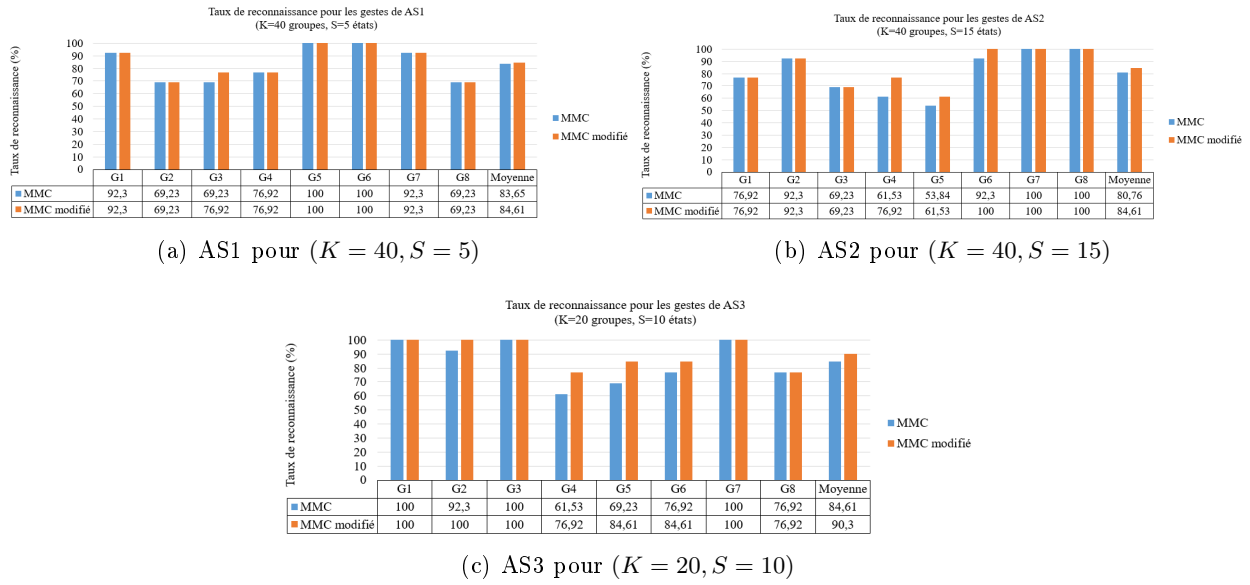 Taux de reconnaissance pour les gestes de AS1
(K=40 groupes, S=5 états)
Taux de reconnaissance (%)
100
90
80
70
60
50
40
30
20
10
0
MMC
MMC modifié
G1 G2 G3 G4 G5 G6 G7 G8 Moyenne
MMC 92,3 69,23 69,23 76,92 100 100 92,3 69,23 83,65
MMC modifié 92,3 69,23 76,92 76,92 100 100 92,3 69,23 84,61
(a) AS1 pour (K = 40, S = 5)
Taux de reconnaissance pour les gestes de AS2
(K=40 groupes, S=15 états)
Taux de reconnaissance (%)
100
90
80
70
60
50
40
30
20
10
0
MMC
MMC modifié
G1 G2 G3 G4 G5 G6 G7 G8 Moyenne
MMC 76,92 92,3 69,23 61,53 53,84 92,3 100 100 80,76
MMC modifié 76,92 92,3 69,23 76,92 61,53 100 100 100 84,61
(b) AS2 pour (K = 40, S = 15)
Taux de reconnaissance pour les gestes de AS3
(K=20 groupes, S=10 états)
Taux de reconnaissance (%)
100
90
80
70
60
50
40
30
20
10
0
MMC
MMC modifié
G1 G2 G3 G4 G5 G6 G7 G8 Moyenne
MMC 100 92,3 100 61,53 69,23 76,92 100 76,92 84,61
MMC modifié 100 100 100 76,92 84,61 84,61 100 76,92 90,3
(c) AS3 pour (K = 20, S = 10)